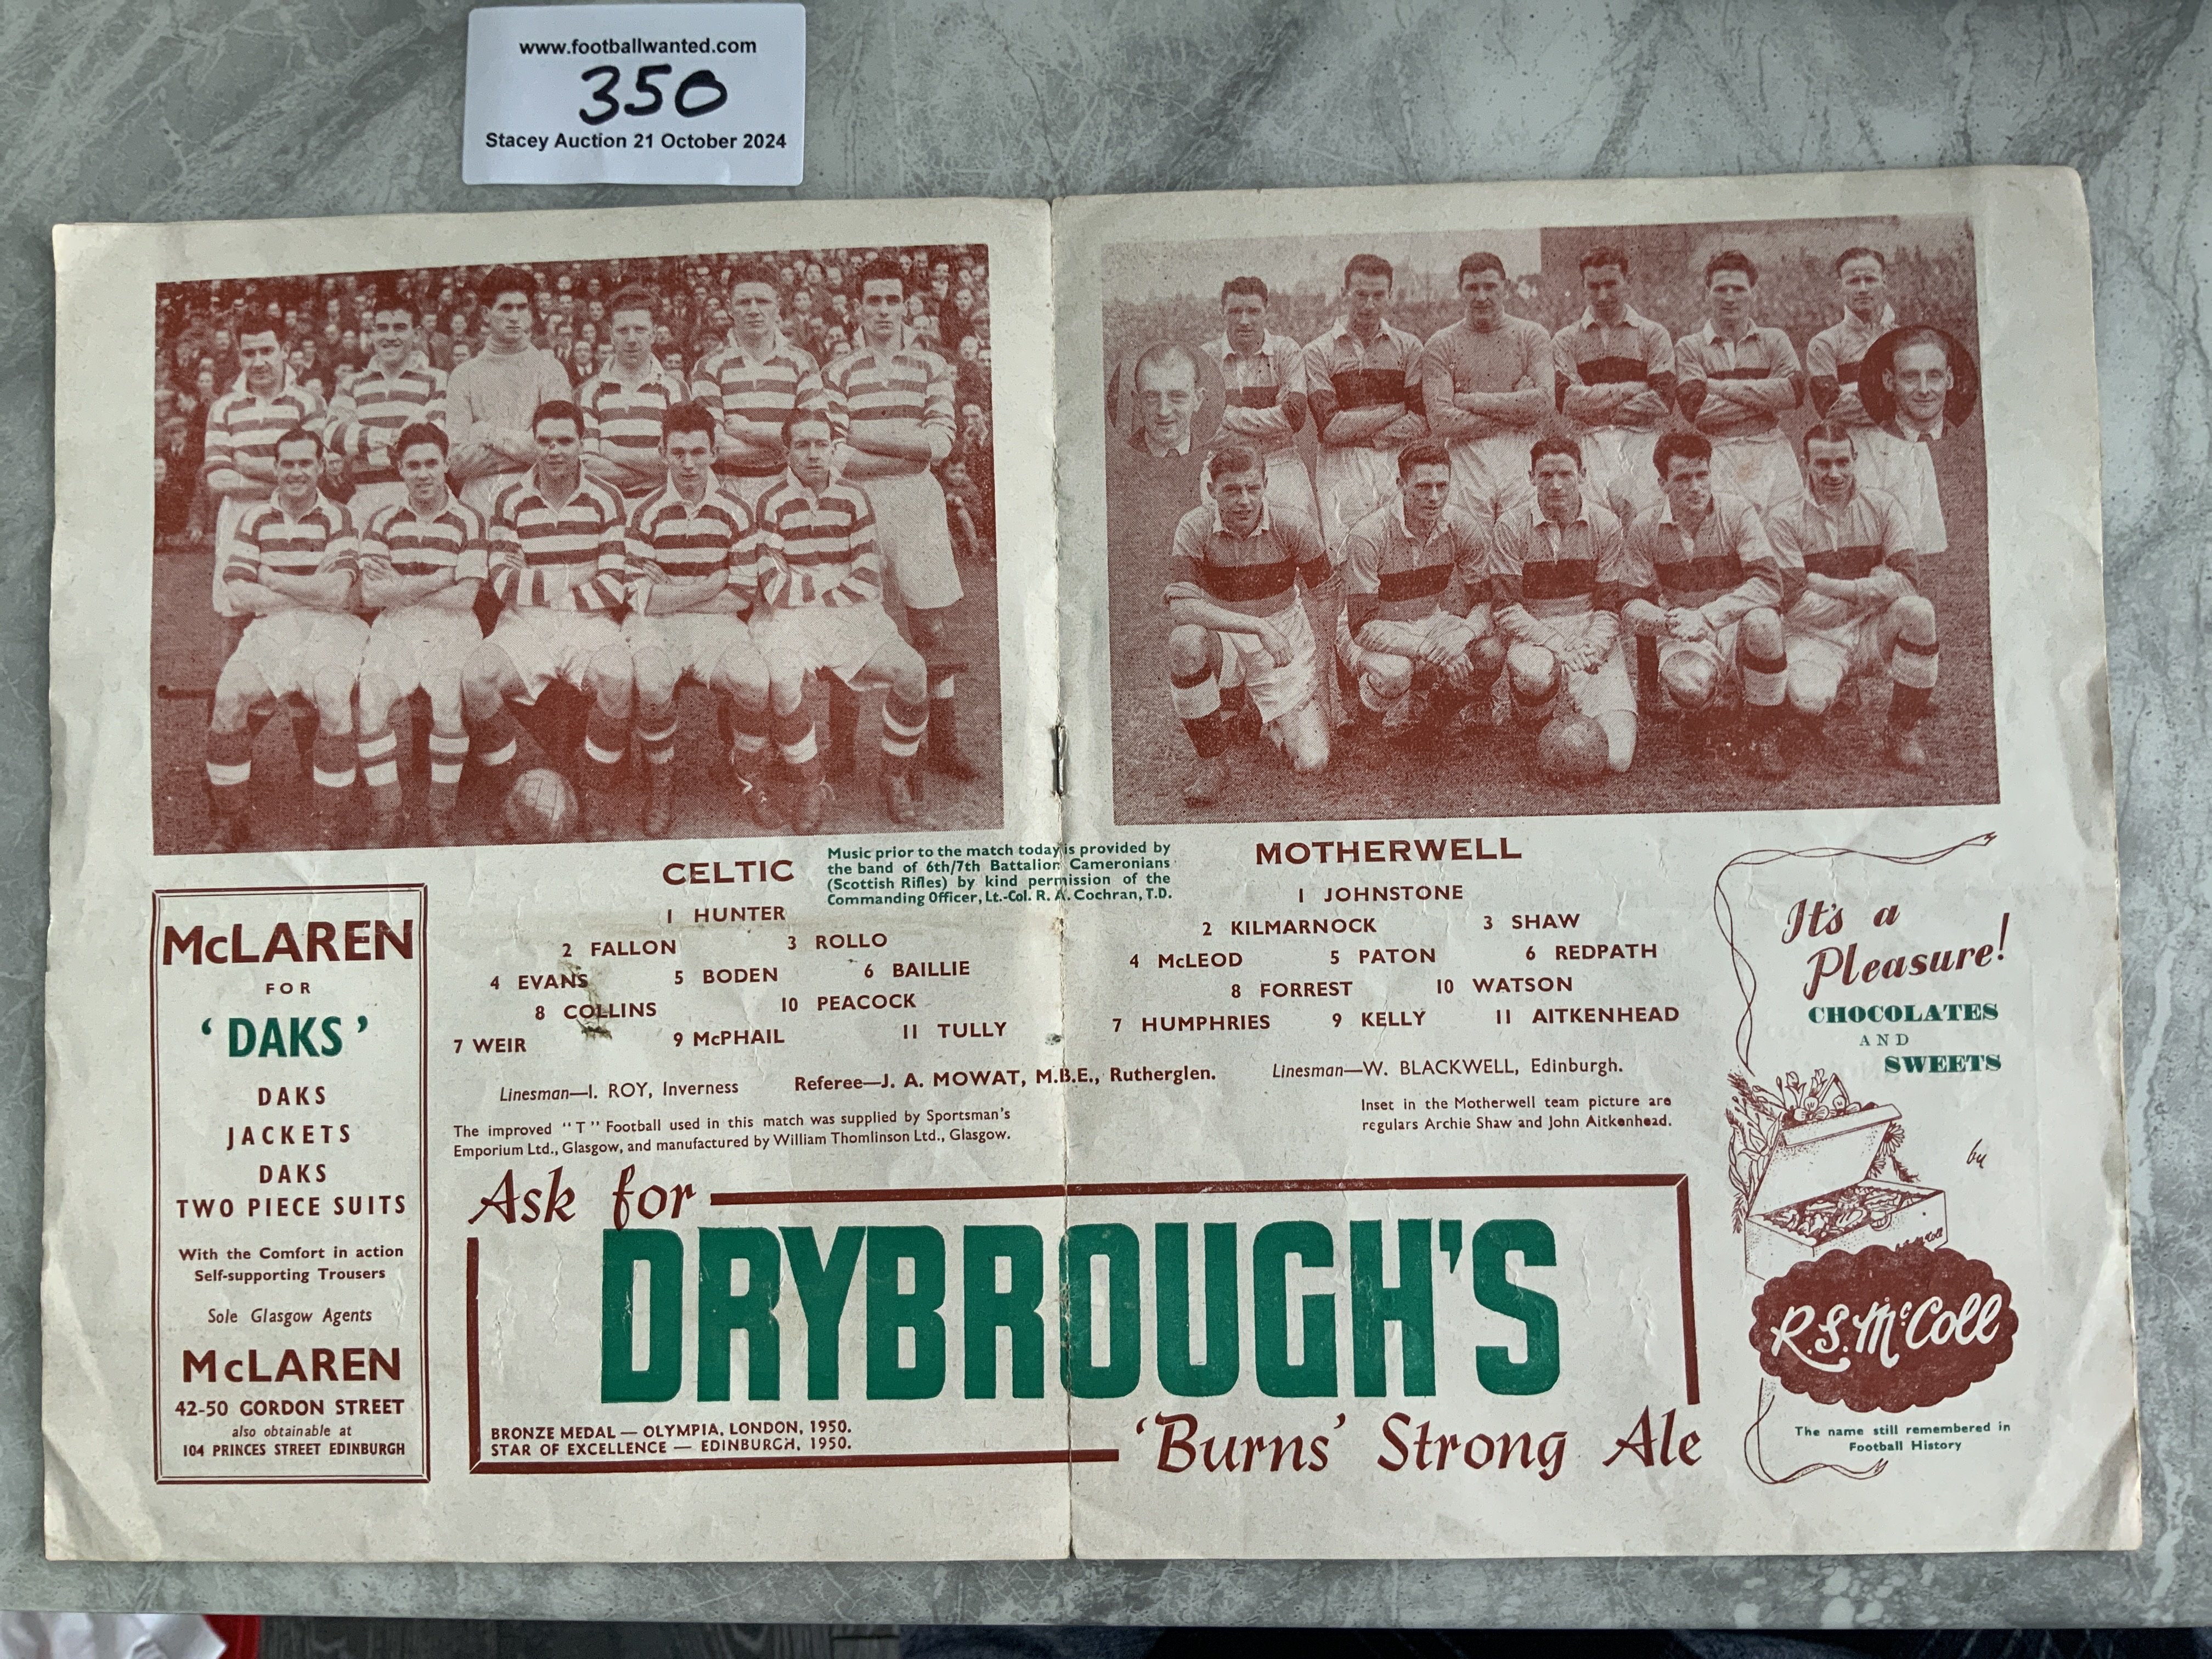 www.footballwanted.com
350
Stacey Auction 21 October 2024
CELTIC
Music prior to the match today is provided by
the band of 6th/7th Battalion Cameronians
(Scottish Rifles) by kind permission of the
Commanding Officer, Lt.-Col. R. A. Cochran, T.D.
1 HUNTER
2 FALLON 3 ROLLO
4 EVANS 5 BODEN 6 BAILLIE
8 COLLINS 10 PEACOCK
7 WEIR 9 McPHAIL 11 TULLY
MOTHERWELL
1 JOHNSTONE
2 KILMARNOCK 3 SHAW
4 McLEOD 5 PATON 6 REDPATH
8 FORREST 10 WATSON
7 HUMPHRIES 9 KELLY 11 AITKENHEAD
Linesman—I. ROY, Inverness Referee—J. A. MOWAT, M.B.E., Rutherglen. Linesman—W. BLACKWELL, Edinburgh.
The improved "T" Football used in this match was supplied by Sportsman's
Emporium Ltd., Glasgow, and manufactured by William Thomlinson Ltd., Glasgow.
Inset in the Motherwell team picture are
regulars Archie Shaw and John Aitkenhead.
McLAREN
FOR
'DAKS'
DAKS
JACKETS
DAKS
TWO PIECE SUITS
With the Comfort in action
Self-supporting Trousers
Sole Glasgow Agents
McLAREN
42-50 GORDON STREET
also obtainable at
104 PRINCES STREET EDINBURGH
Ask for
DRYBROUGH'S
BRONZE MEDAL — OLYMPIA, LONDON, 1950.
STAR OF EXCELLENCE — EDINBURGH, 1950.
'Burns' Strong Ale
It's a
Pleasure!
CHOCOLATES
AND
SWEETS
by
R.S. McColl
The name still remembered in
Football History